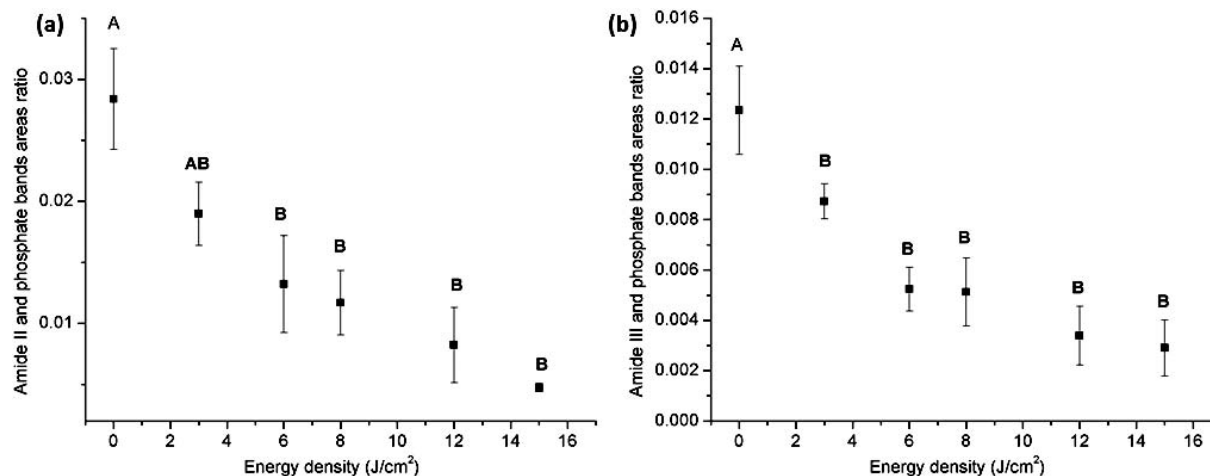 (a)
A
0.03
AB
0.02
B
B
B
0.01
B
0 2 4 6 8 10 12 14 16
Energy density (J/cm²)
Amide II and phosphate bands areas ratio
(b)
0.016
A
0.014
0.012
0.010
B
0.008
B
B
0.006
B
B
0.004
0.002
0.000
0 2 4 6 8 10 12 14 16
Energy density (J/cm²)
Amide III and phosphate bands areas ratio